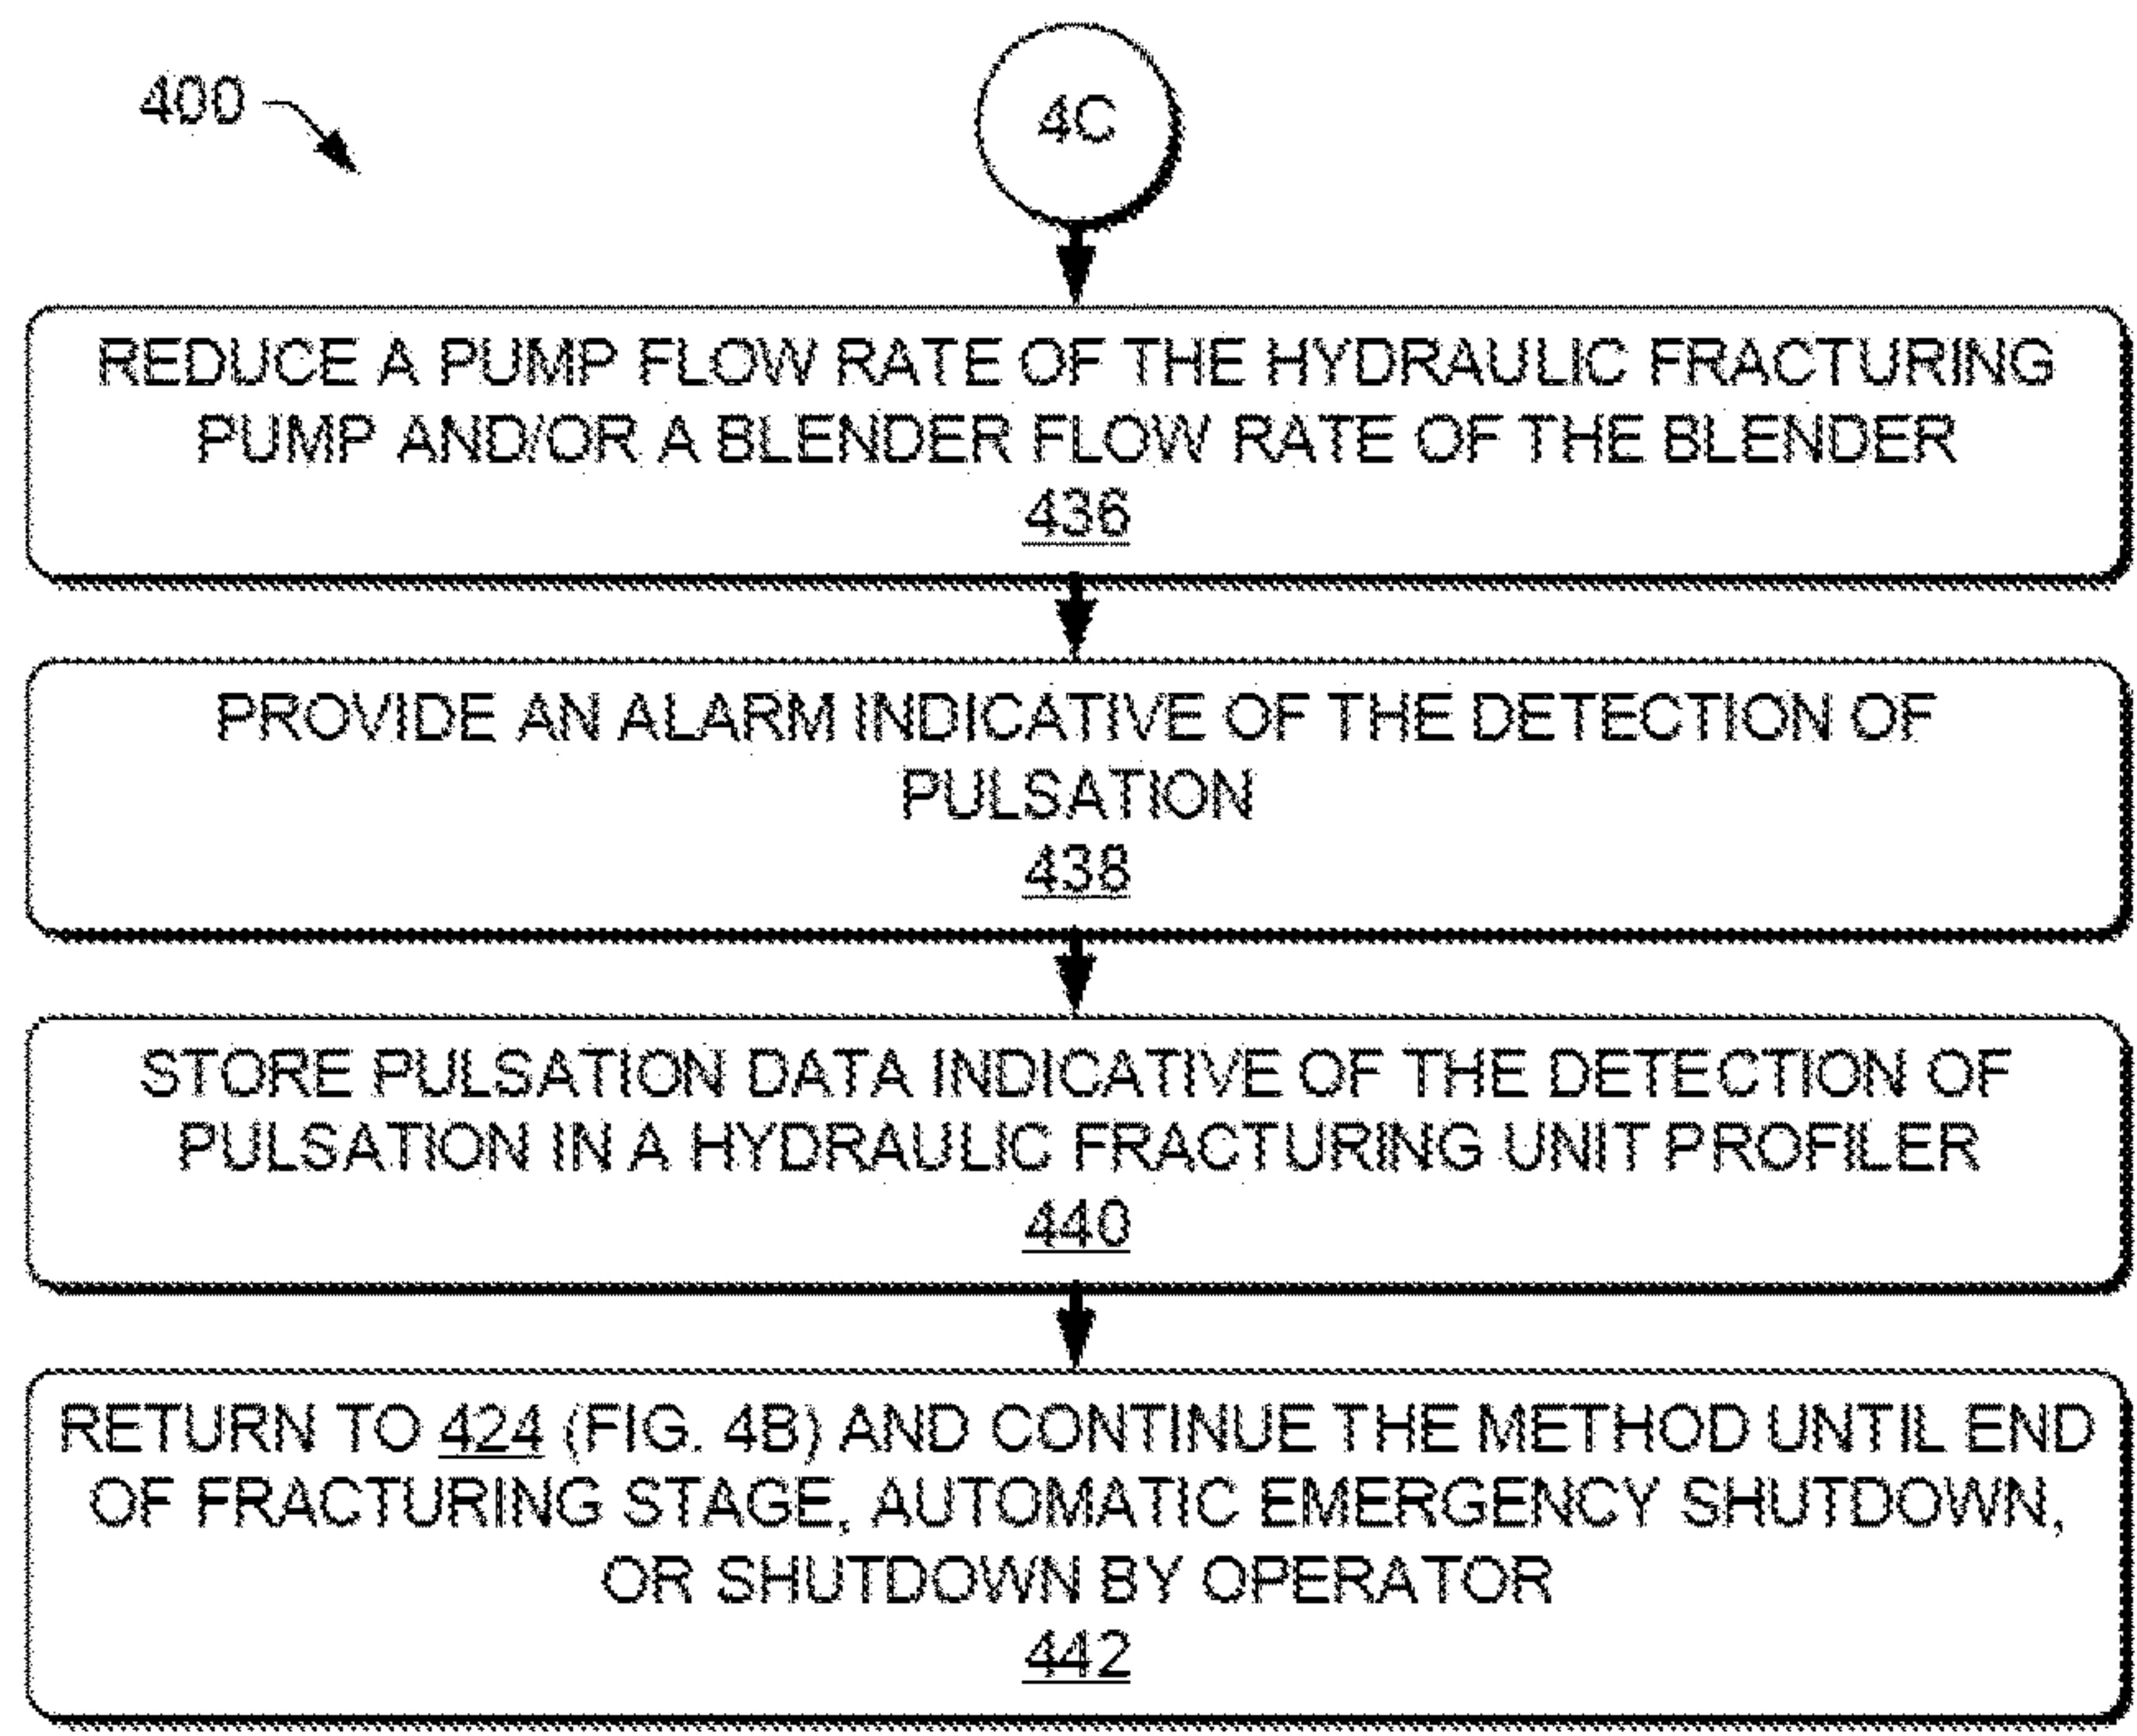 400
4C
REDUCE A PUMP FLOW RATE OF THE HYDRAULIC FRACTURING
PUMP AND/OR A BLENDER FLOW RATE OF THE BLENDER
436
PROVIDE AN ALARM INDICATIVE OF THE DETECTION OF
PULSATION
438
STORE PULSATION DATA INDICATIVE OF THE DETECTION OF
PULSATION IN A HYDRAULIC FRACTURING UNIT PROFILER
440
RETURN TO 424 (FIG. 4B) AND CONTINUE THE METHOD UNTIL END
OF FRACTURING STAGE, AUTOMATIC EMERGENCY SHUTDOWN,
OR SHUTDOWN BY OPERATOR
442